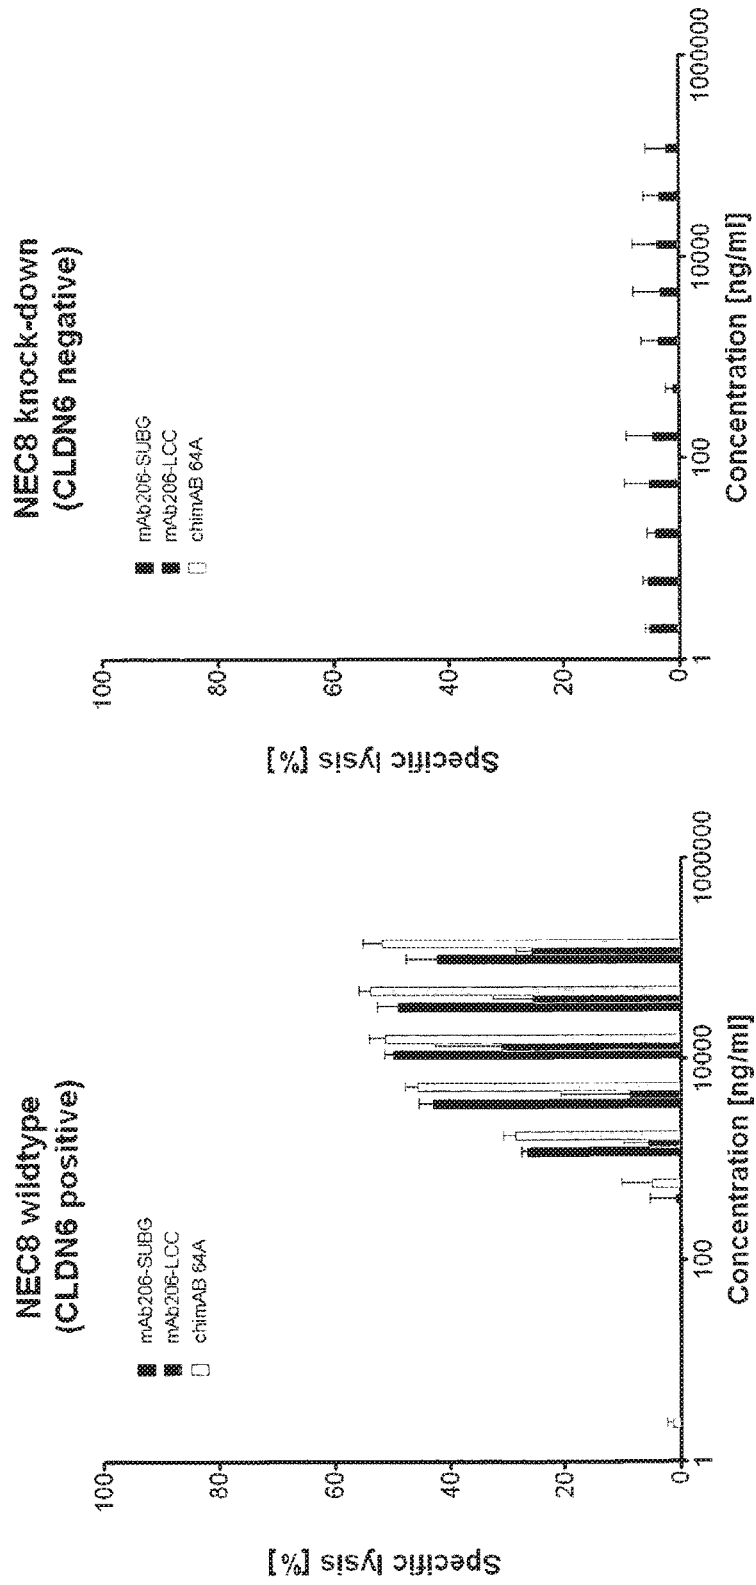 NEC8 wildtype
(CLDN6 positive)
mAb206-SUBG
mAb206-LCC
chimAB 64A
Specific lysis [%]
100
80
60
40
20
0
1
100
10000
1000000
Concentration [ng/ml]
NEC8 knock-down
(CLDN6 negative)
mAb206-SUBG
mAb206-LCC
chimAB 64A
Specific lysis [%]
100
80
60
40
20
0
1
100
10000
1000000
Concentration [ng/ml]